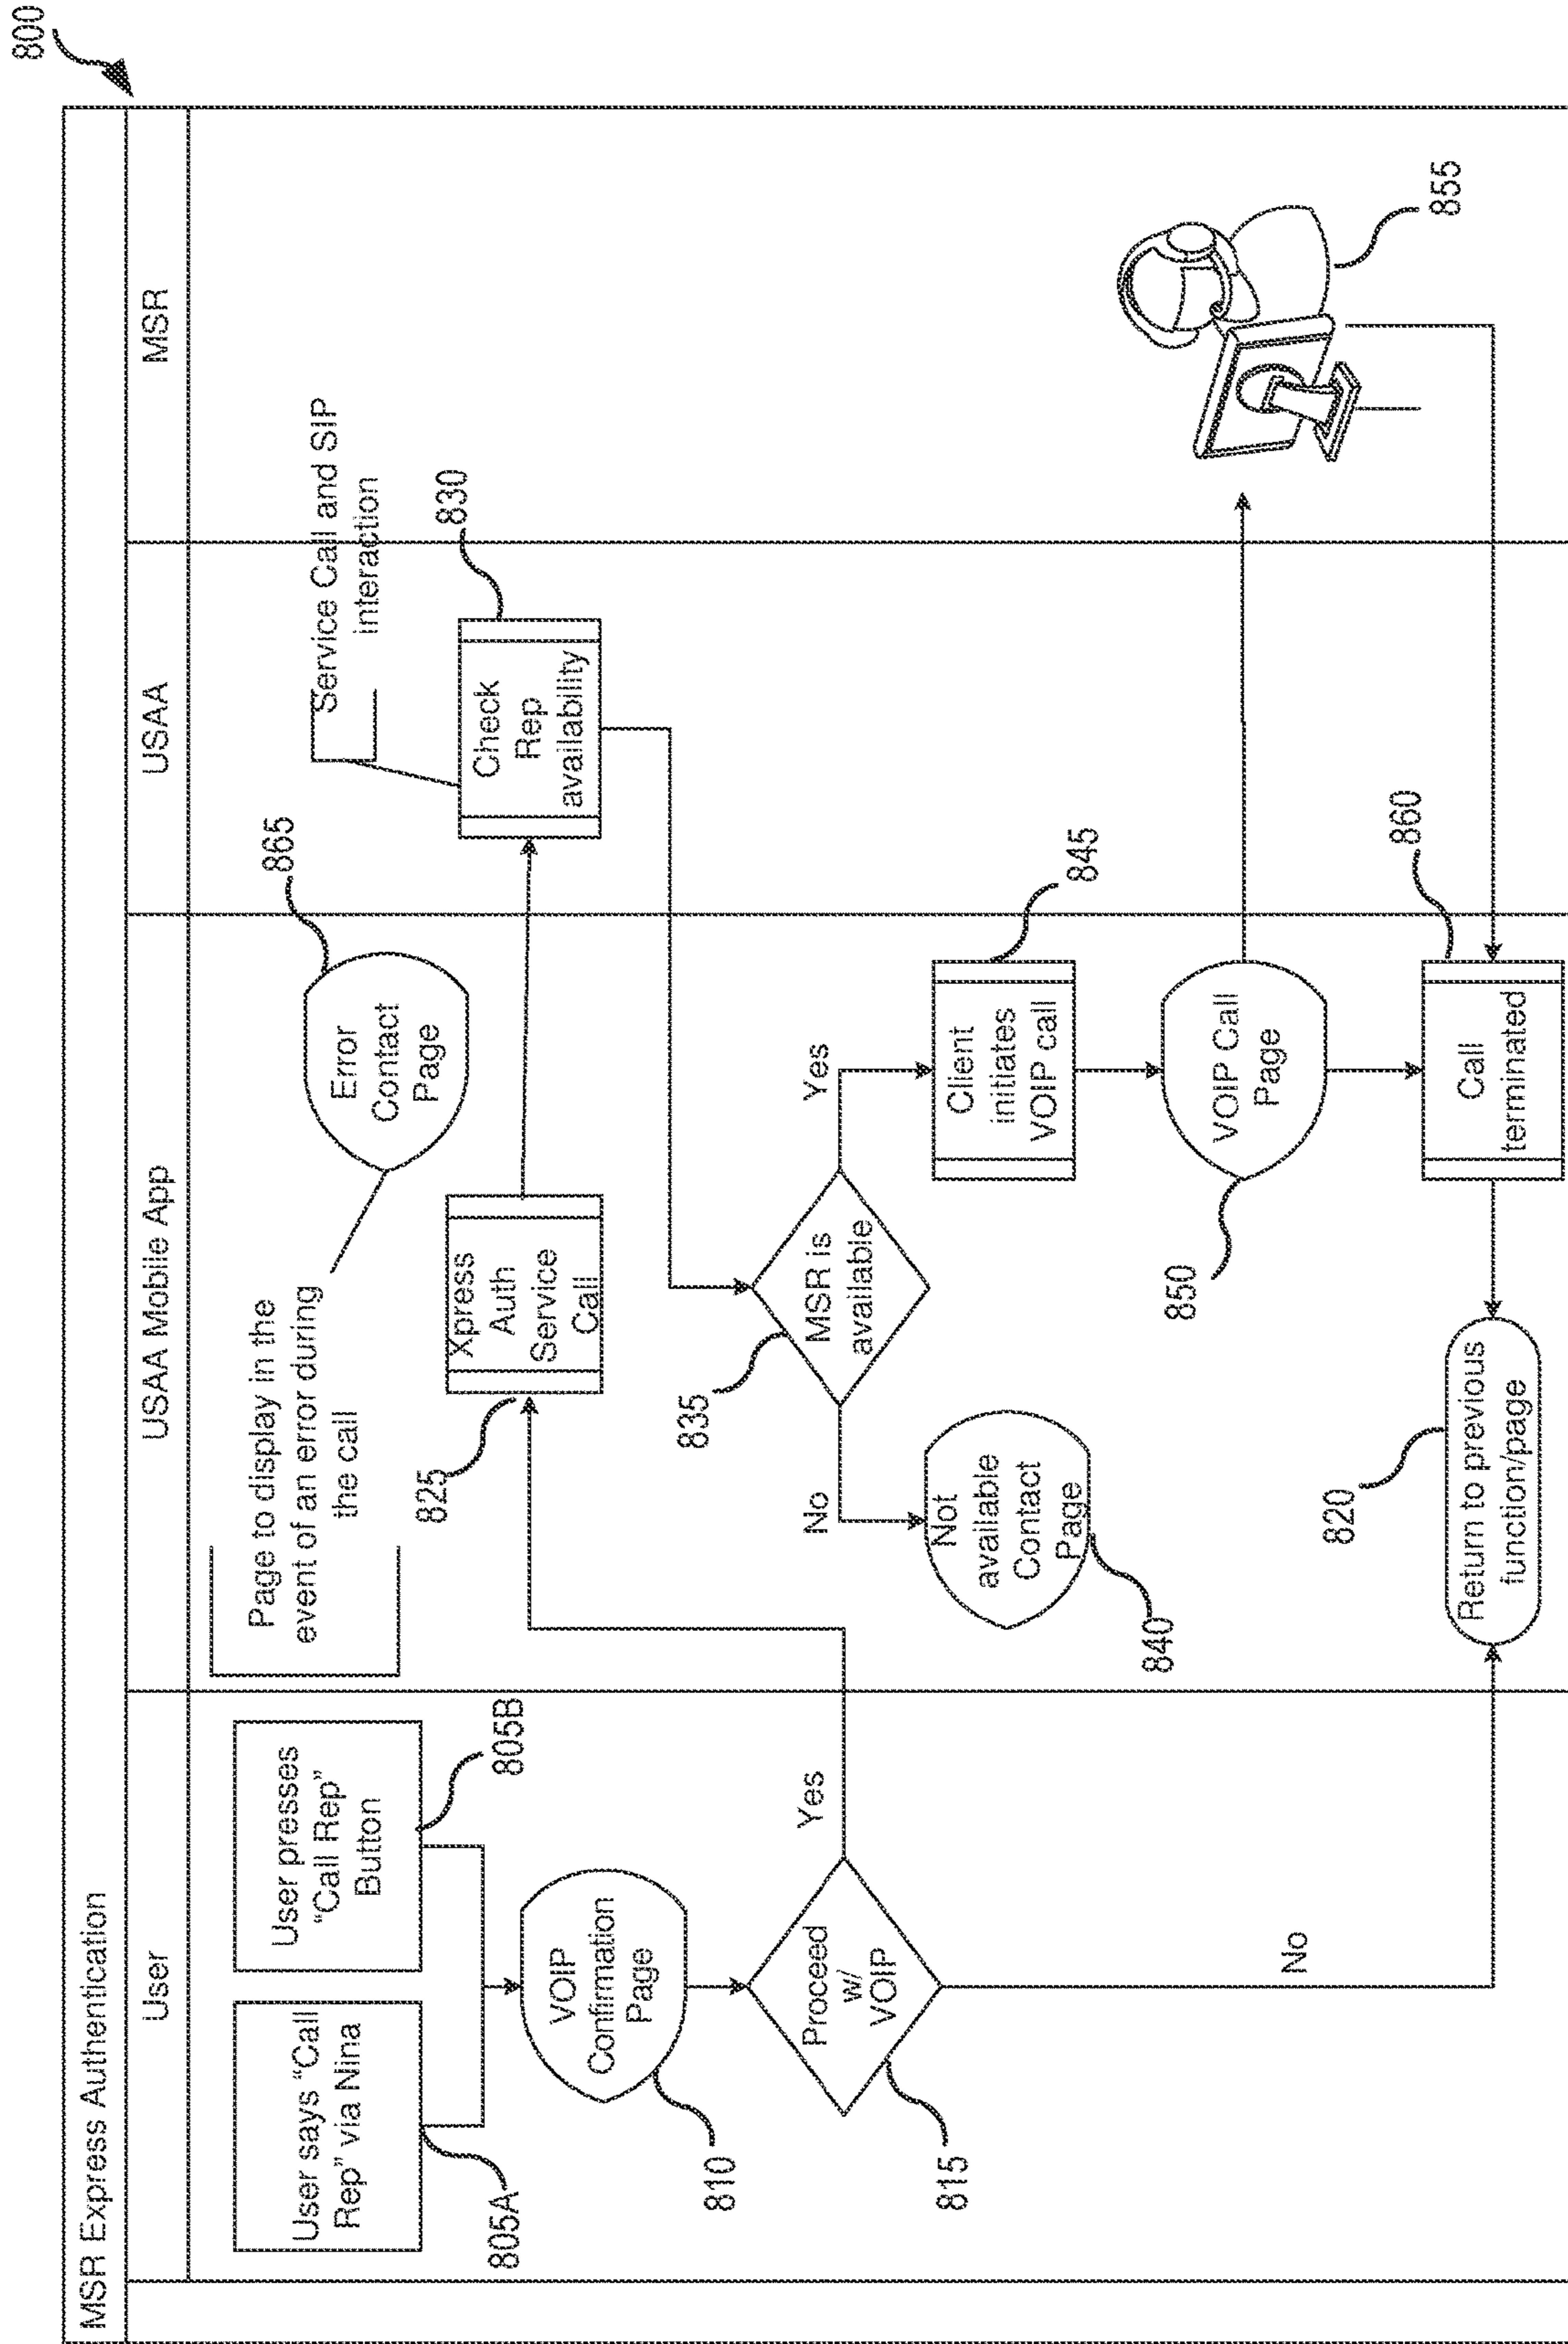 800
MSR Express Authentication
User
USAA Mobile App
USAA
MSR
User says “Call
Rep” via Nina
805A
User presses
“Call Rep”
Button
805B
VOIP
Confirmation
Page
810
Proceed
w/
VOIP
815
Yes
No
Page to display in the
event of an error during
the call
Error
Contact
Page
865
Xpress
Auth
Service
Call
825
Service Call and SIP
interaction
Check
Rep
availability
830
MSR is
available
835
No
Yes
Not
available
Contact
Page
840
Client
initiates
VOIP call
845
VOIP Call
Page
850
855
Call
terminated
860
Return to previous
function/page
820